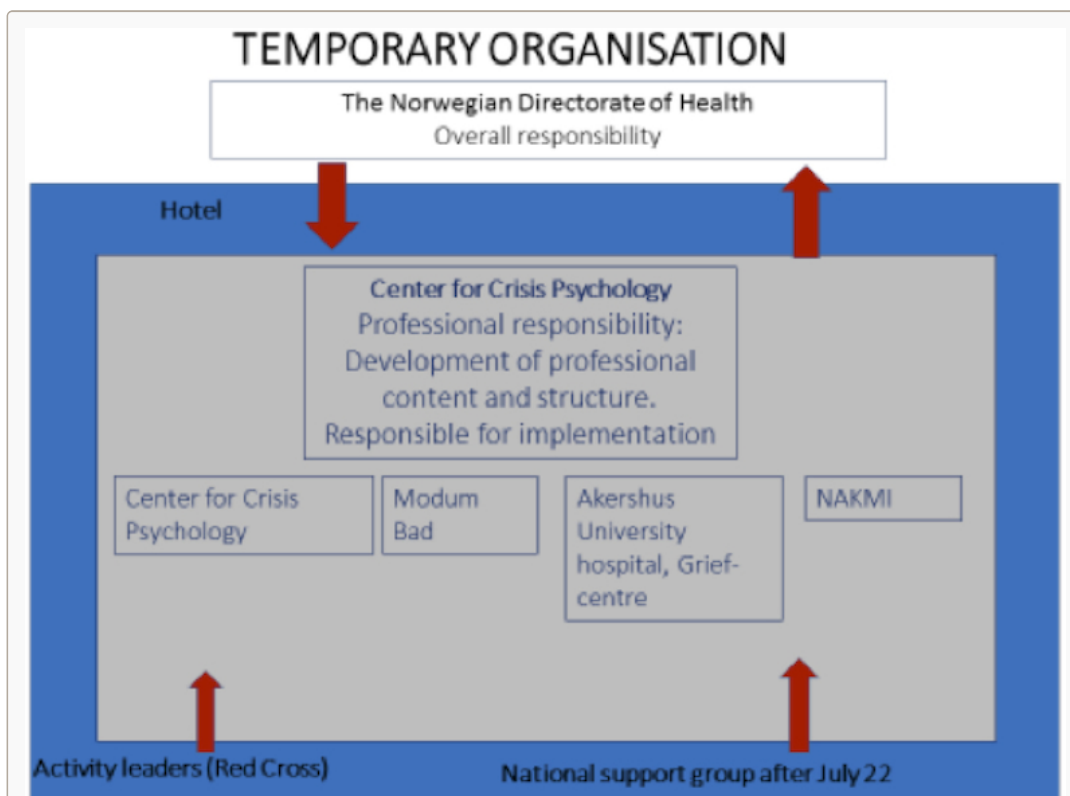 TEMPORARY ORGANISATION
The Norwegian Directorate of Health
Overall responsibility
Hotel
Center for Crisis Psychology
Professional responsibility:
Development of professional
content and structure.
Responsible for implementation
Center for Crisis
Psychology
Modum
Bad
Akershus
University
hospital, Grief-
centre
NAKMI
Activity leaders (Red Cross)
National support group after July 22